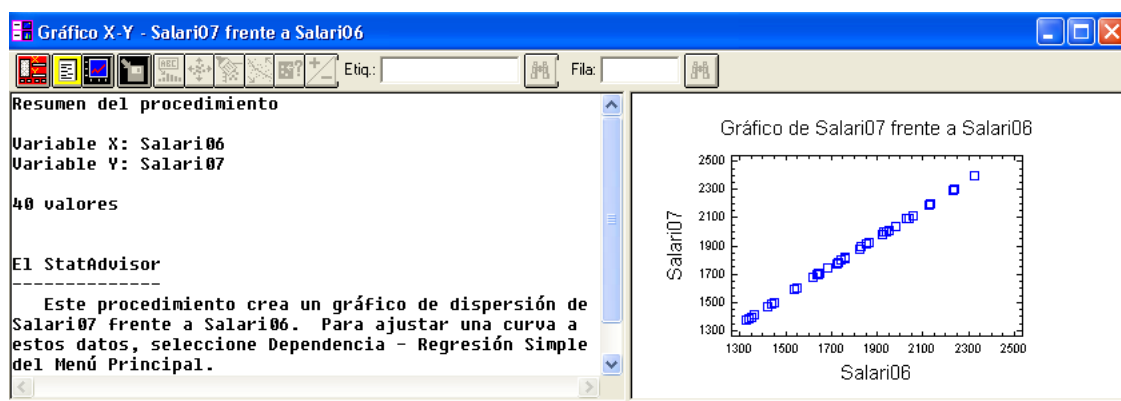 Gráfico X-Y - Salari07 frente a Salari06
Etiq.: Fila:
Resumen del procedimiento
Variable X: Salari06
Variable Y: Salari07
40 valores
El StatAdvisor
--------------
Este procedimiento crea un gráfico de dispersión de
Salari07 frente a Salari06. Para ajustar una curva a
estos datos, seleccione Dependencia - Regresión Simple
del Menú Principal.
Gráfico de Salari07 frente a Salari06
Salari07
2500
2300
2100
1900
1700
1500
1300
1300 1500 1700 1900 2100 2300 2500
Salari06